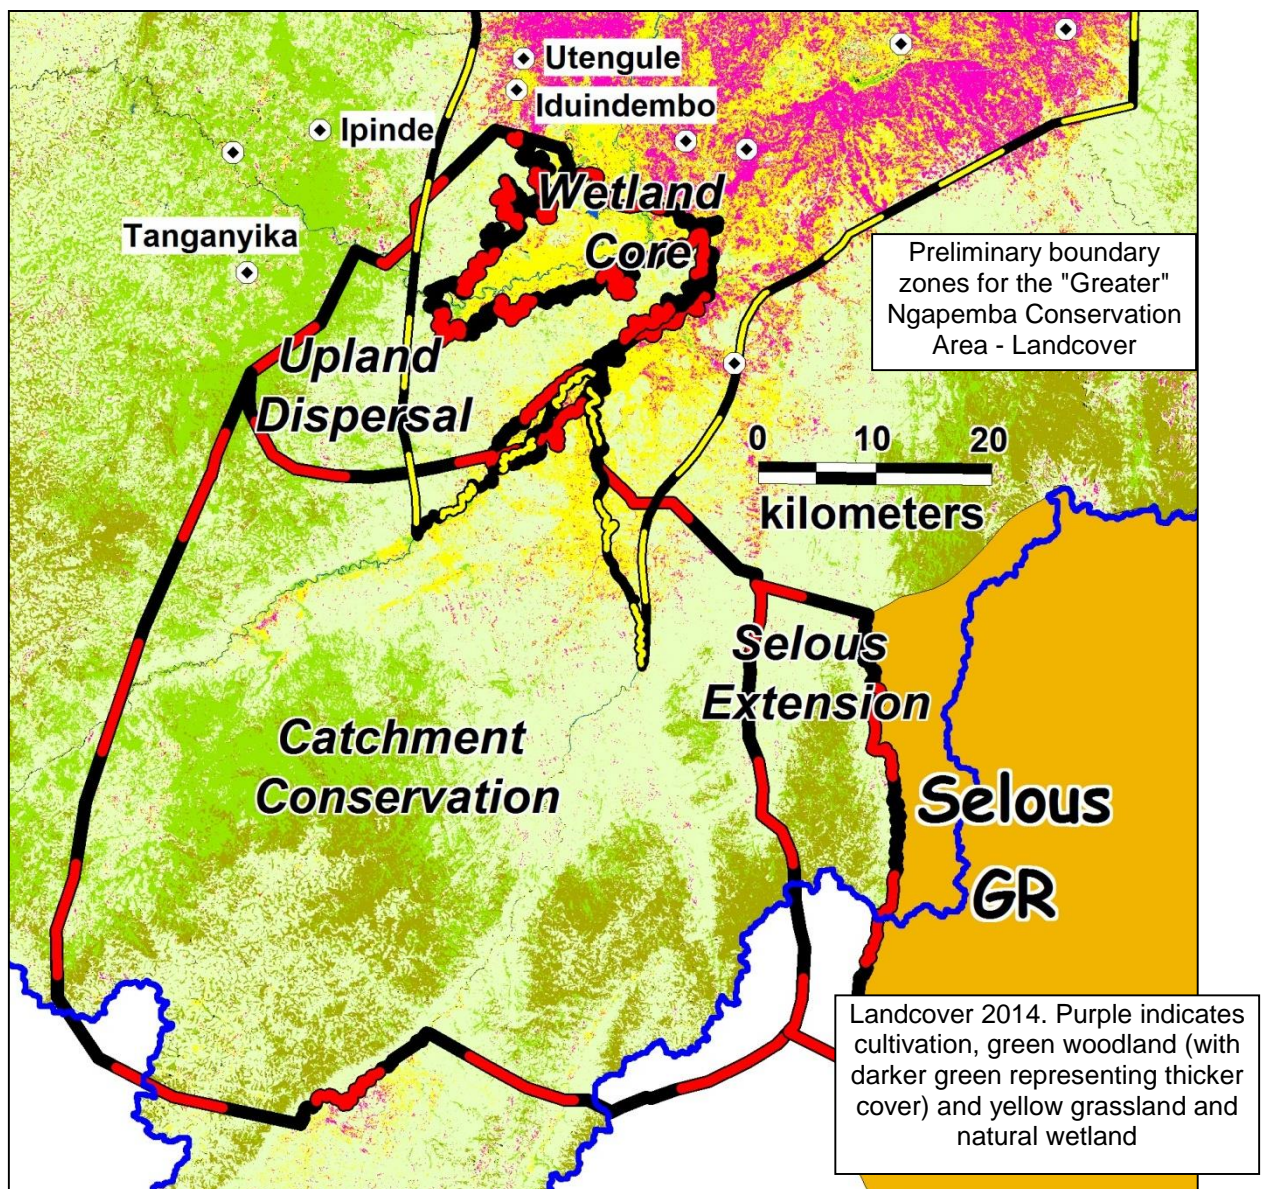 Utengule
Iduindembo
Ipinde
Wetland
Core
Tanganyika
Preliminary boundary
zones for the "Greater"
Ngapemba Conservation
Area - Landcover
Upland
Dispersal
0 10 20
kilometers
Selous
Extension
Catchment
Conservation
Selous
GR
Landcover 2014. Purple indicates
cultivation, green woodland (with
darker green representing thicker
cover) and yellow grassland and
natural wetland